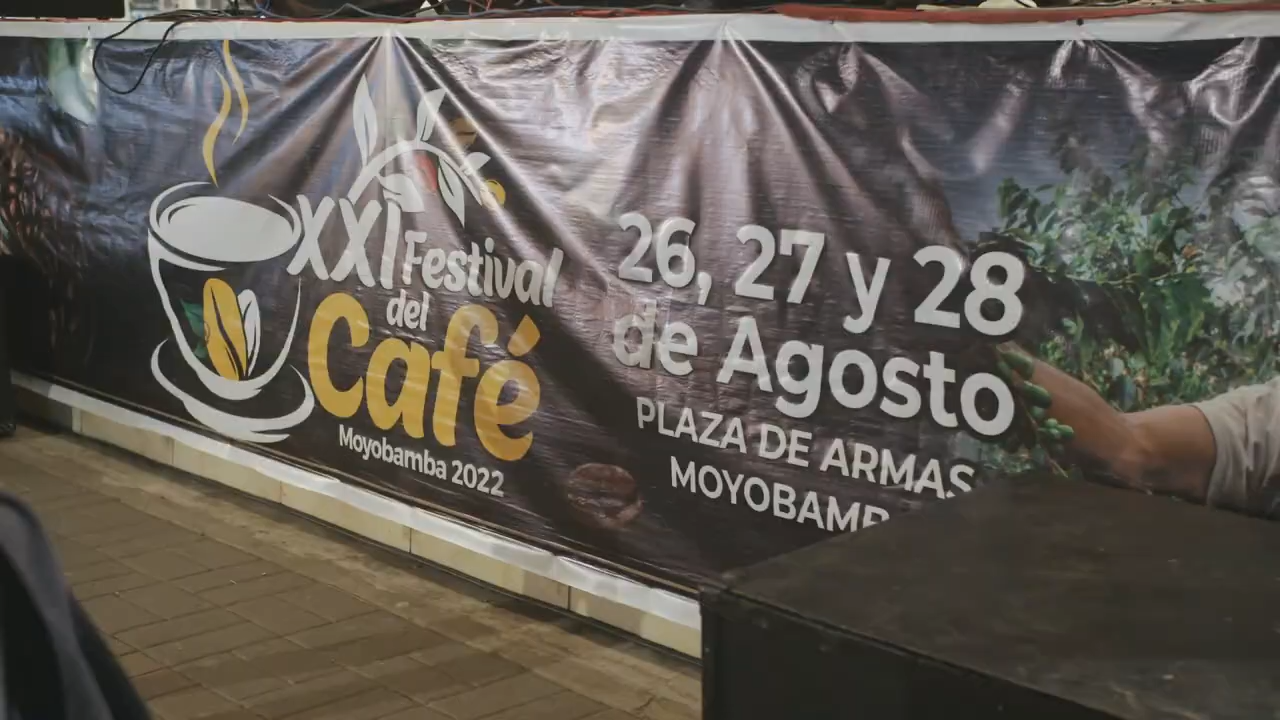 XXI Festival
del
Café
Moyobamba 2022
26, 27 y 28
de Agosto
PLAZA DE ARMAS